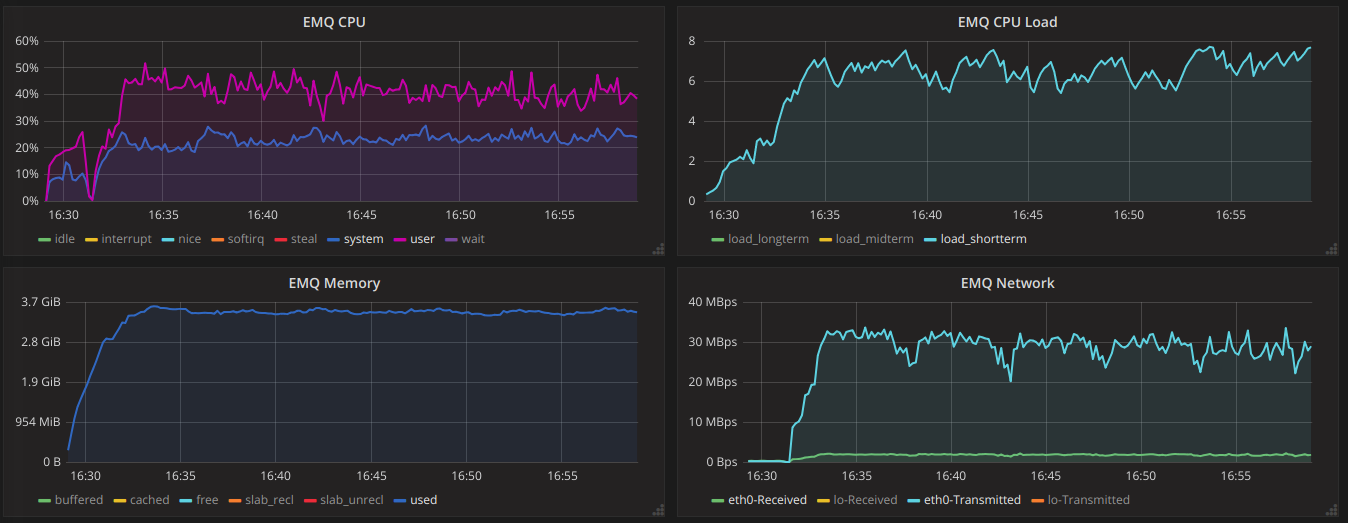 EMQ CPU
60%
50%
40%
30%
20%
10%
0%
16:30 16:35 16:40 16:45 16:50 16:55
idle interrupt nice softirq steal system user wait
EMQ CPU Load
8
6
4
2
0
16:30 16:35 16:40 16:45 16:50 16:55
load_longterm load_midterm load_shortterm
EMQ Memory
3.7 GiB
2.8 GiB
1.9 GiB
954 MiB
0 B
16:30 16:35 16:40 16:45 16:50 16:55
buffered cached free slab_recl slab_unrecl used
EMQ Network
40 MBps
30 MBps
20 MBps
10 MBps
0 Bps
16:30 16:35 16:40 16:45 16:50 16:55
eth0-Received lo-Received eth0-Transmitted lo-Transmitted